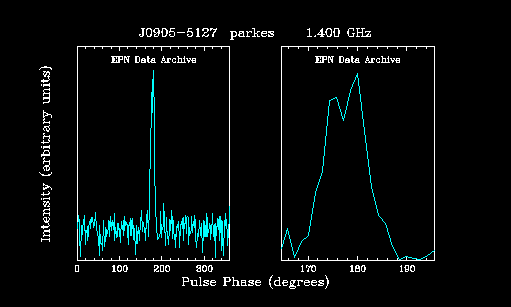 J0905-5127 parkes 1.400 GHz
EPN Data Archive
EPN Data Archive
Intensity (arbitrary units)
0 100 200 300
170 180 190
Pulse Phase (degrees)